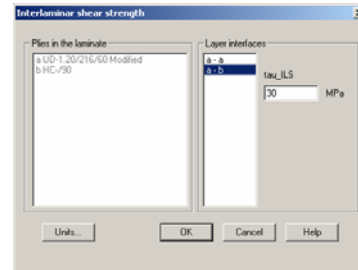 Interlaminar shear strength
Plies in the laminate
a UD-1.20/216/60 Modified
b HC-/90
Layer interfaces
a - a
a - b
tau_ILS
30 MPa
Units...
OK
Cancel
Help